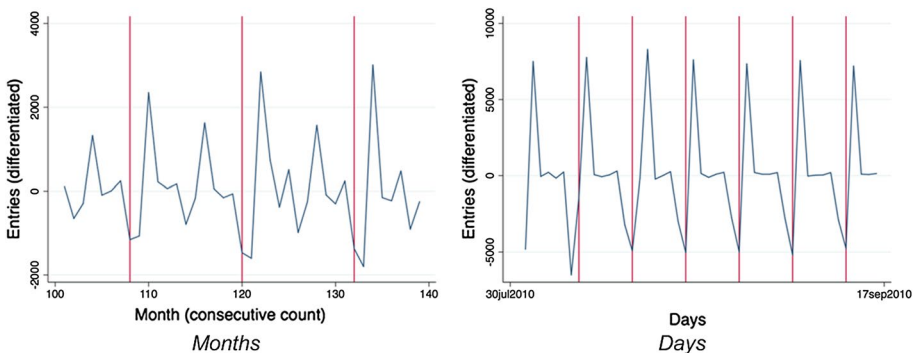 4000
2000
0
-2000
Entries (differentiated)
100 110 120 130 140
Month (consecutive count)
Months
10000
5000
0
-5000
Entries (differentiated)
30jul2010 17sep2010
Days
Days